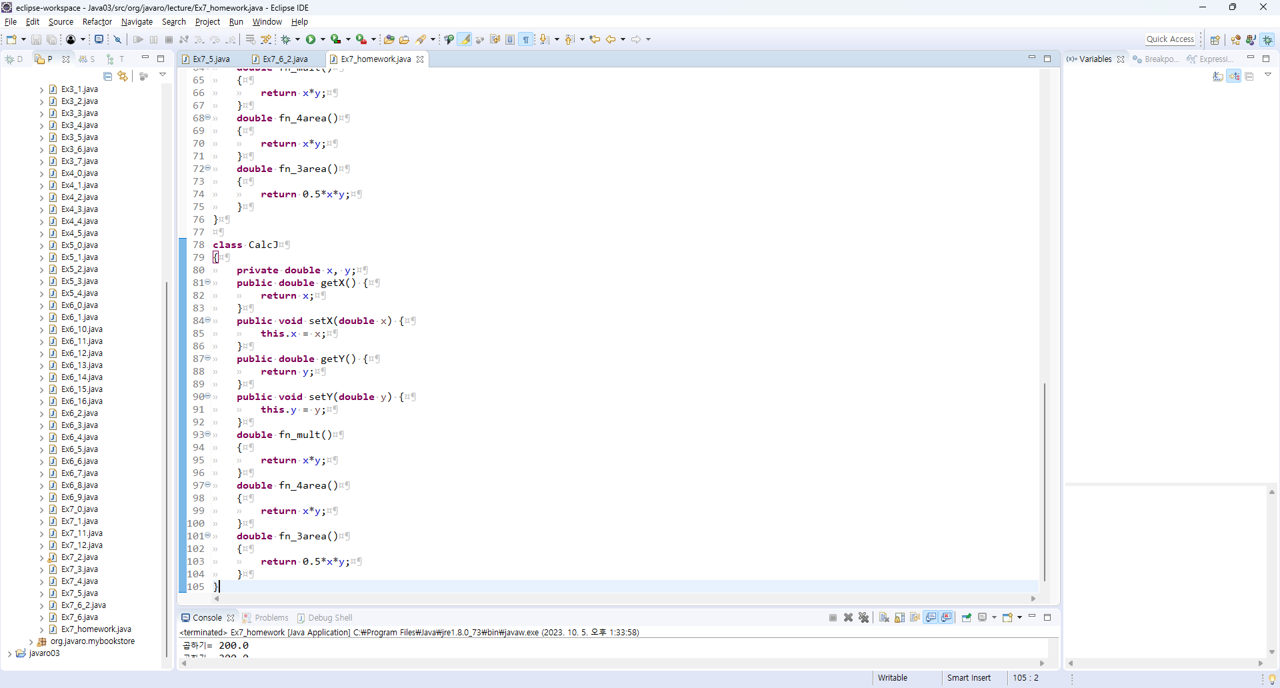 eclipse-workspace - Java03/src/org/javaro/lecture/Ex7_homework.java - Eclipse IDE
File Edit Source Refactor Navigate Search Project Run Window Help
Quick Access
D P S T
Ex7_5.java Ex7_6_2.java Ex7_homework.java
Variables Breakpo... Expressi...
Ex3_1.java
Ex3_2.java
Ex3_3.java
Ex3_4.java
Ex3_5.java
Ex3_6.java
Ex3_7.java
Ex4_0.java
Ex4_1.java
Ex4_2.java
Ex4_3.java
Ex4_4.java
Ex4_5.java
Ex5_0.java
Ex5_1.java
Ex5_2.java
Ex5_3.java
Ex5_4.java
Ex6_0.java
Ex6_1.java
Ex6_10.java
Ex6_11.java
Ex6_12.java
Ex6_13.java
Ex6_14.java
Ex6_15.java
Ex6_16.java
Ex6_2.java
Ex6_3.java
Ex6_4.java
Ex6_5.java
Ex6_6.java
Ex6_7.java
Ex6_8.java
Ex6_9.java
Ex7_0.java
Ex7_1.java
Ex7_11.java
Ex7_12.java
Ex7_2.java
Ex7_3.java
Ex7_4.java
Ex7_5.java
Ex7_6_2.java
Ex7_6.java
Ex7_homework.java
org.javaro.mybookstore
javaro03
64 double fn_mult()
65 {
66 return x*y;
67 }
68 double fn_4area()
69 {
70 return x*y;
71 }
72 double fn_3area()
73 {
74 return 0.5*x*y;
75 }
76 }
77
78 class CalcJ
79 {
80 private double x, y;
81 public double getX() {
82 return x;
83 }
84 public void setX(double x) {
85 this.x = x;
86 }
87 public double getY() {
88 return y;
89 }
90 public void setY(double y) {
91 this.y = y;
92 }
93 double fn_mult()
94 {
95 return x*y;
96 }
97 double fn_4area()
98 {
99 return x*y;
100 }
101 double fn_3area()
102 {
103 return 0.5*x*y;
104 }
105 }
Console Problems Debug Shell
<terminated> Ex7_homework [Java Application] C:₩Program Files₩Java₩jre1.8.0_73₩bin₩javaw.exe (2023. 10. 5. 오후 1:33:58)
곱하기= 200.0
Writable Smart Insert 105 : 2